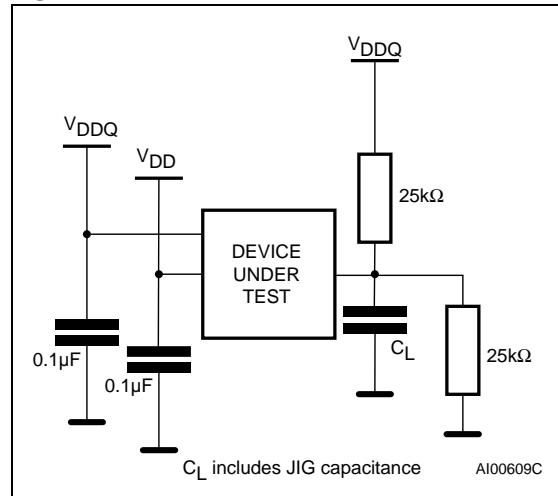 VDDQ
VDDQ
VDD
25kΩ
DEVICE
UNDER
TEST
0.1µF
0.1µF
CL
25kΩ
CL includes JIG capacitance
AI00609C